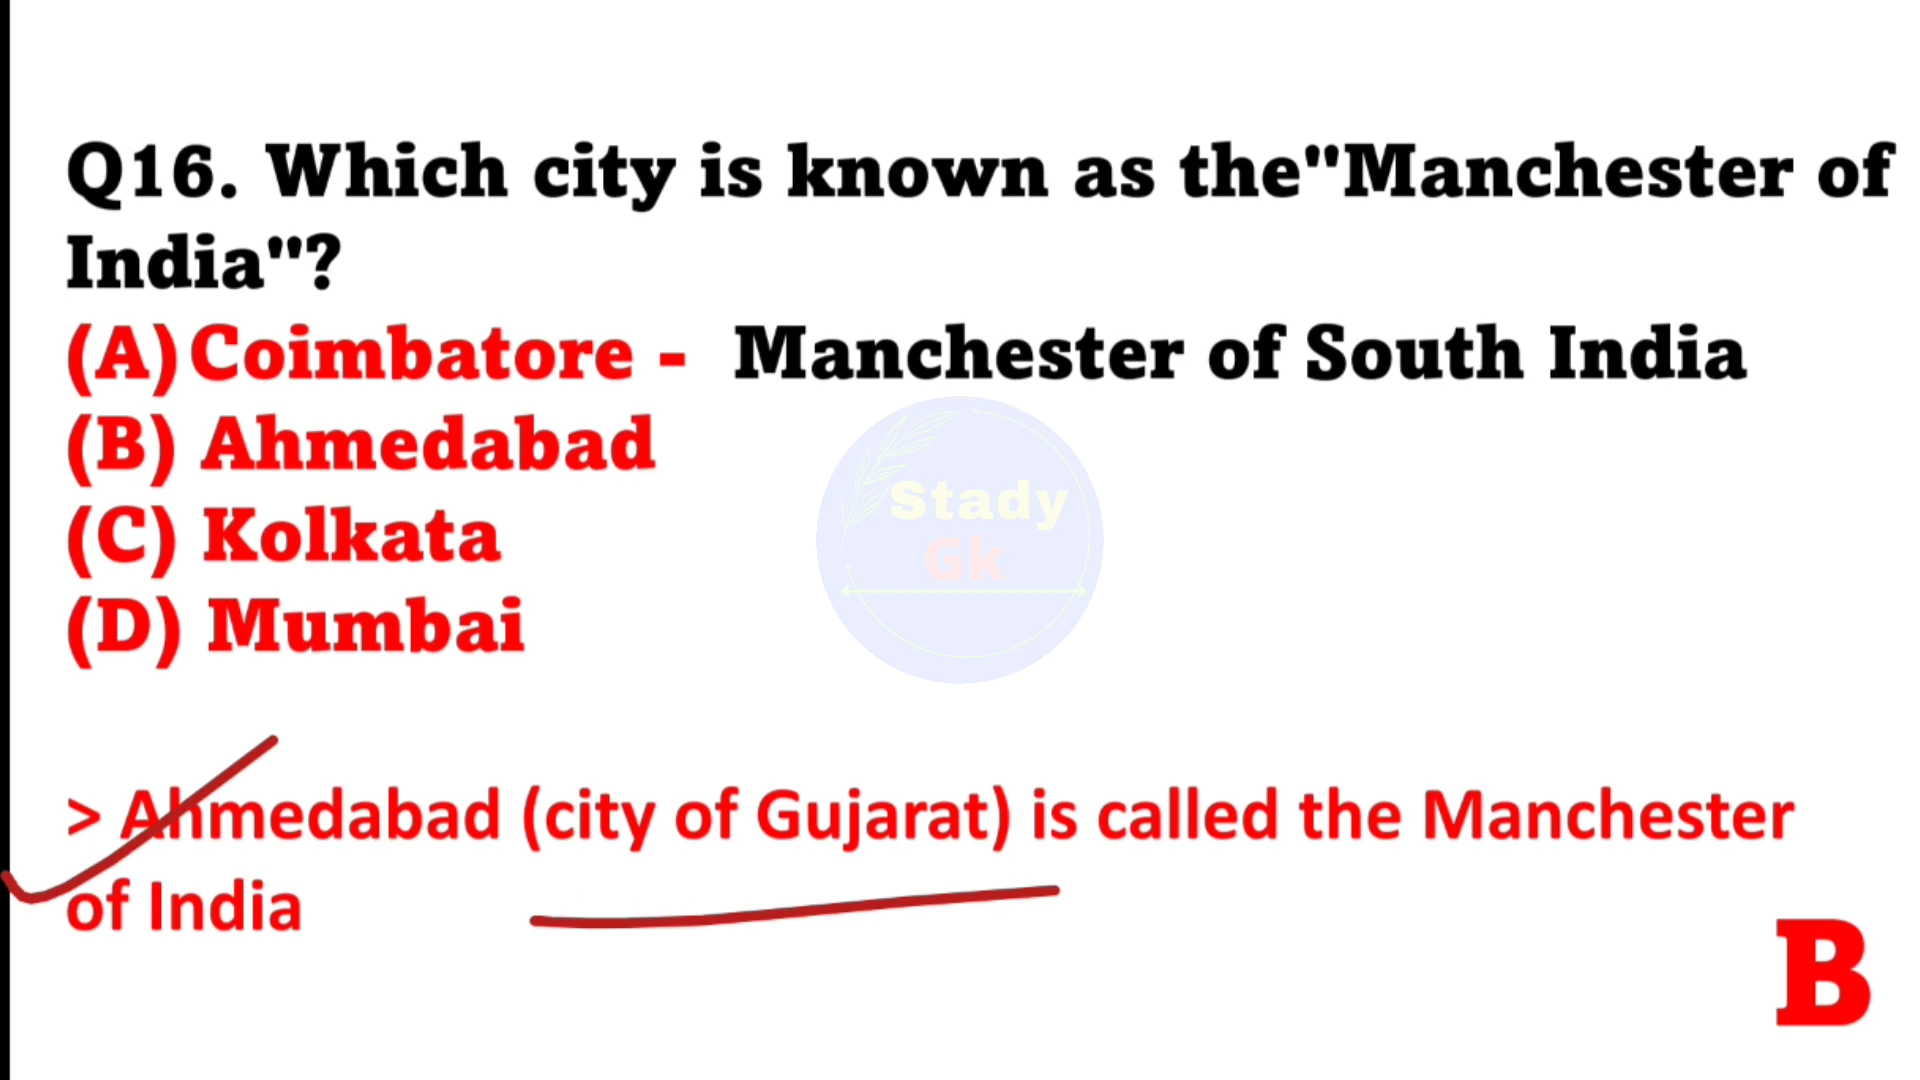 Q16. Which city is known as the"Manchester of
India"?
(A) Coimbatore - Manchester of South India
(B) Ahmedabad
(C) Kolkata
(D) Mumbai
Stady
Gk
> Ahmedabad (city of Gujarat) is called the Manchester
of India
B